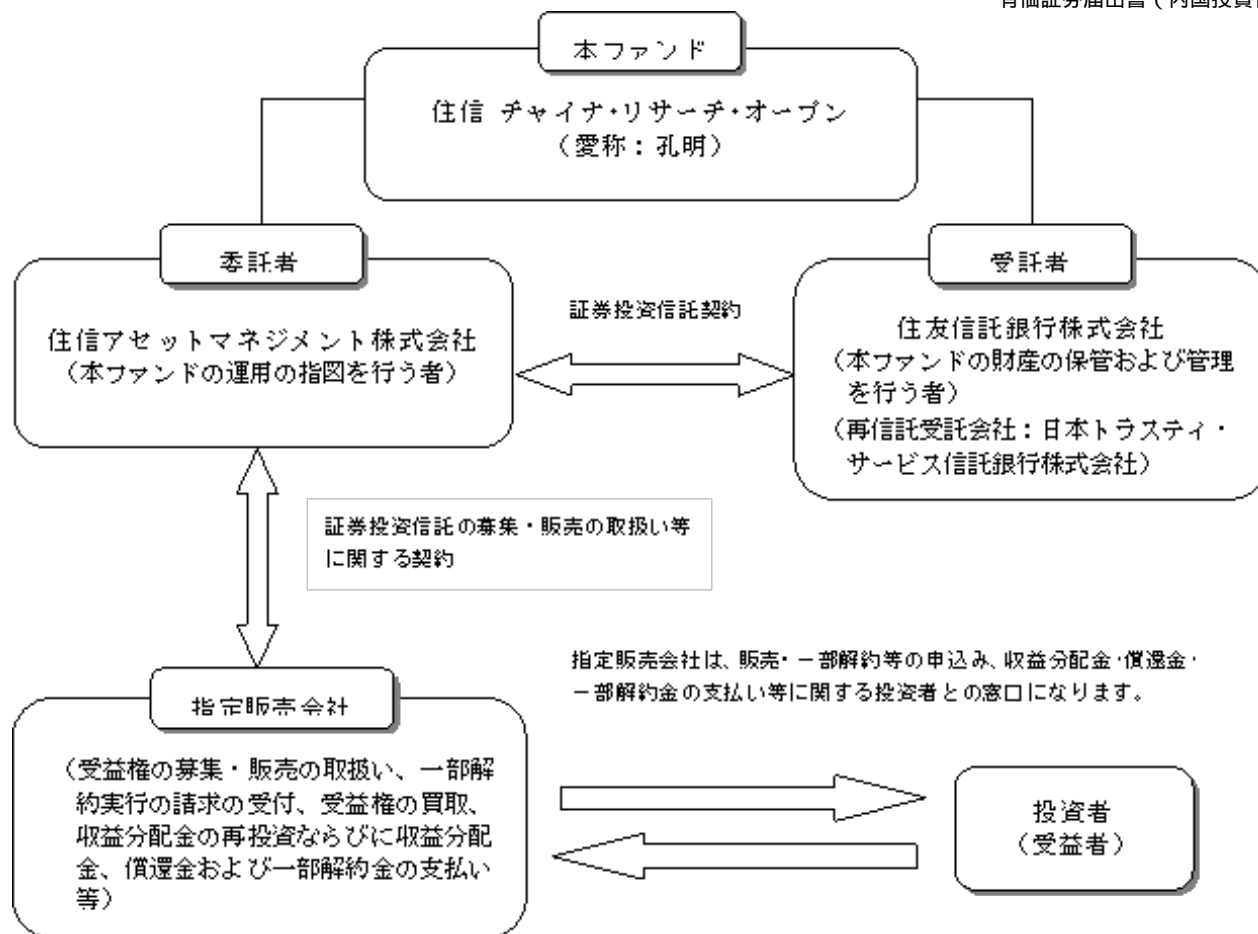 有価証券届出書（内国投資
本ファンド
住信 チャイナ・リサーチ・オープン
（愛称：孔明）
委託者
住信アセットマネジメント株式会社
（本ファンドの運用の指図を行う者）
証券投資信託契約
受託者
住友信託銀行株式会社
（本ファンドの財産の保管および管理
を行う者）
（再信託受託会社：日本トラスティ・
サービス信託銀行株式会社）
証券投資信託の募集・販売の取扱い等
に関する契約
指定販売会社は、販売・一部解約等の申込み、収益分配金・償還金・
一部解約金の支払い等に関する投資者との窓口になります。
指定販売会社
（受益権の募集・販売の取扱い、一部解
約実行の請求の受付、受益権の買取、
収益分配金の再投資ならびに収益分配
金、償還金および一部解約金の支払い
等）
投資者
（受益者）